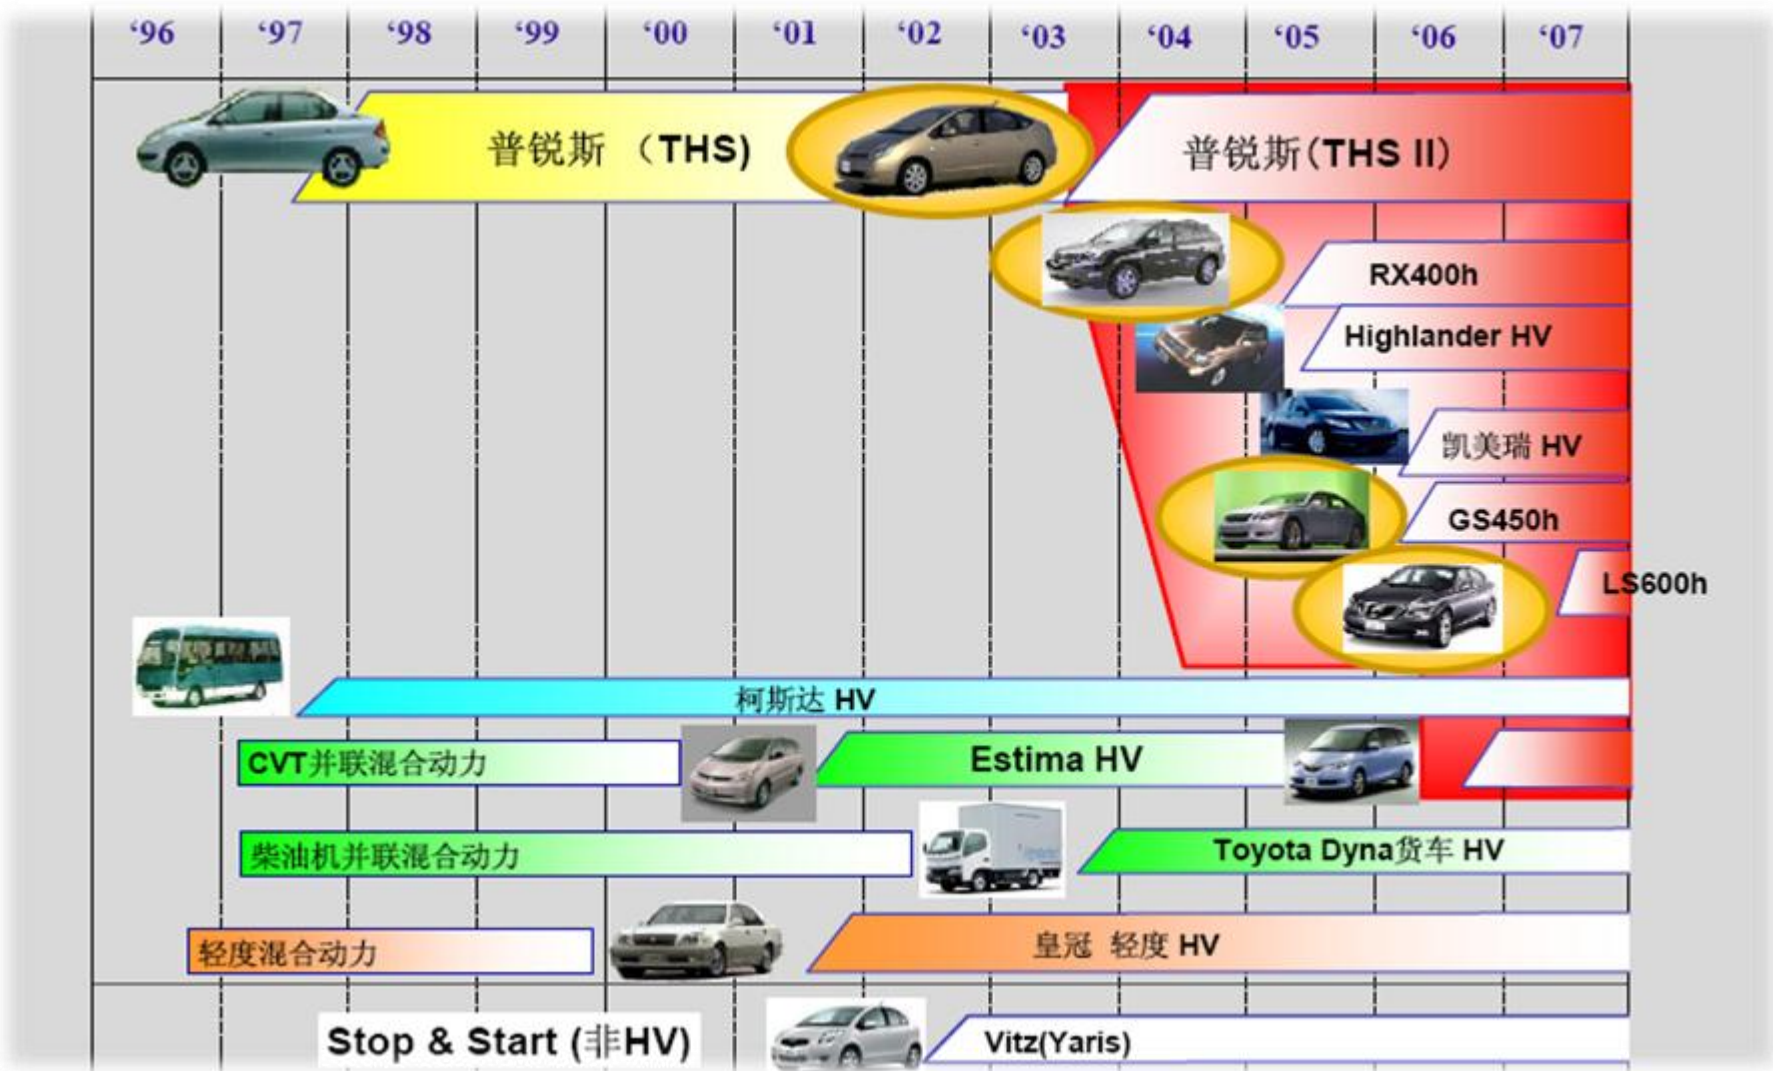 ‘96 ‘97 ‘98 ‘99 ‘00 ‘01 ‘02 ‘03 ‘04 ‘05 ‘06 ‘07
普锐斯 （THS) 普锐斯(THS II)
RX400h
Highlander HV
凯美瑞 HV
GS450h
LS600h
柯斯达 HV
CVT并联混合动力 Estima HV
柴油机并联混合动力 Toyota Dyna货车 HV
轻度混合动力 皇冠 轻度 HV
Stop & Start (非HV) Vitz(Yaris)